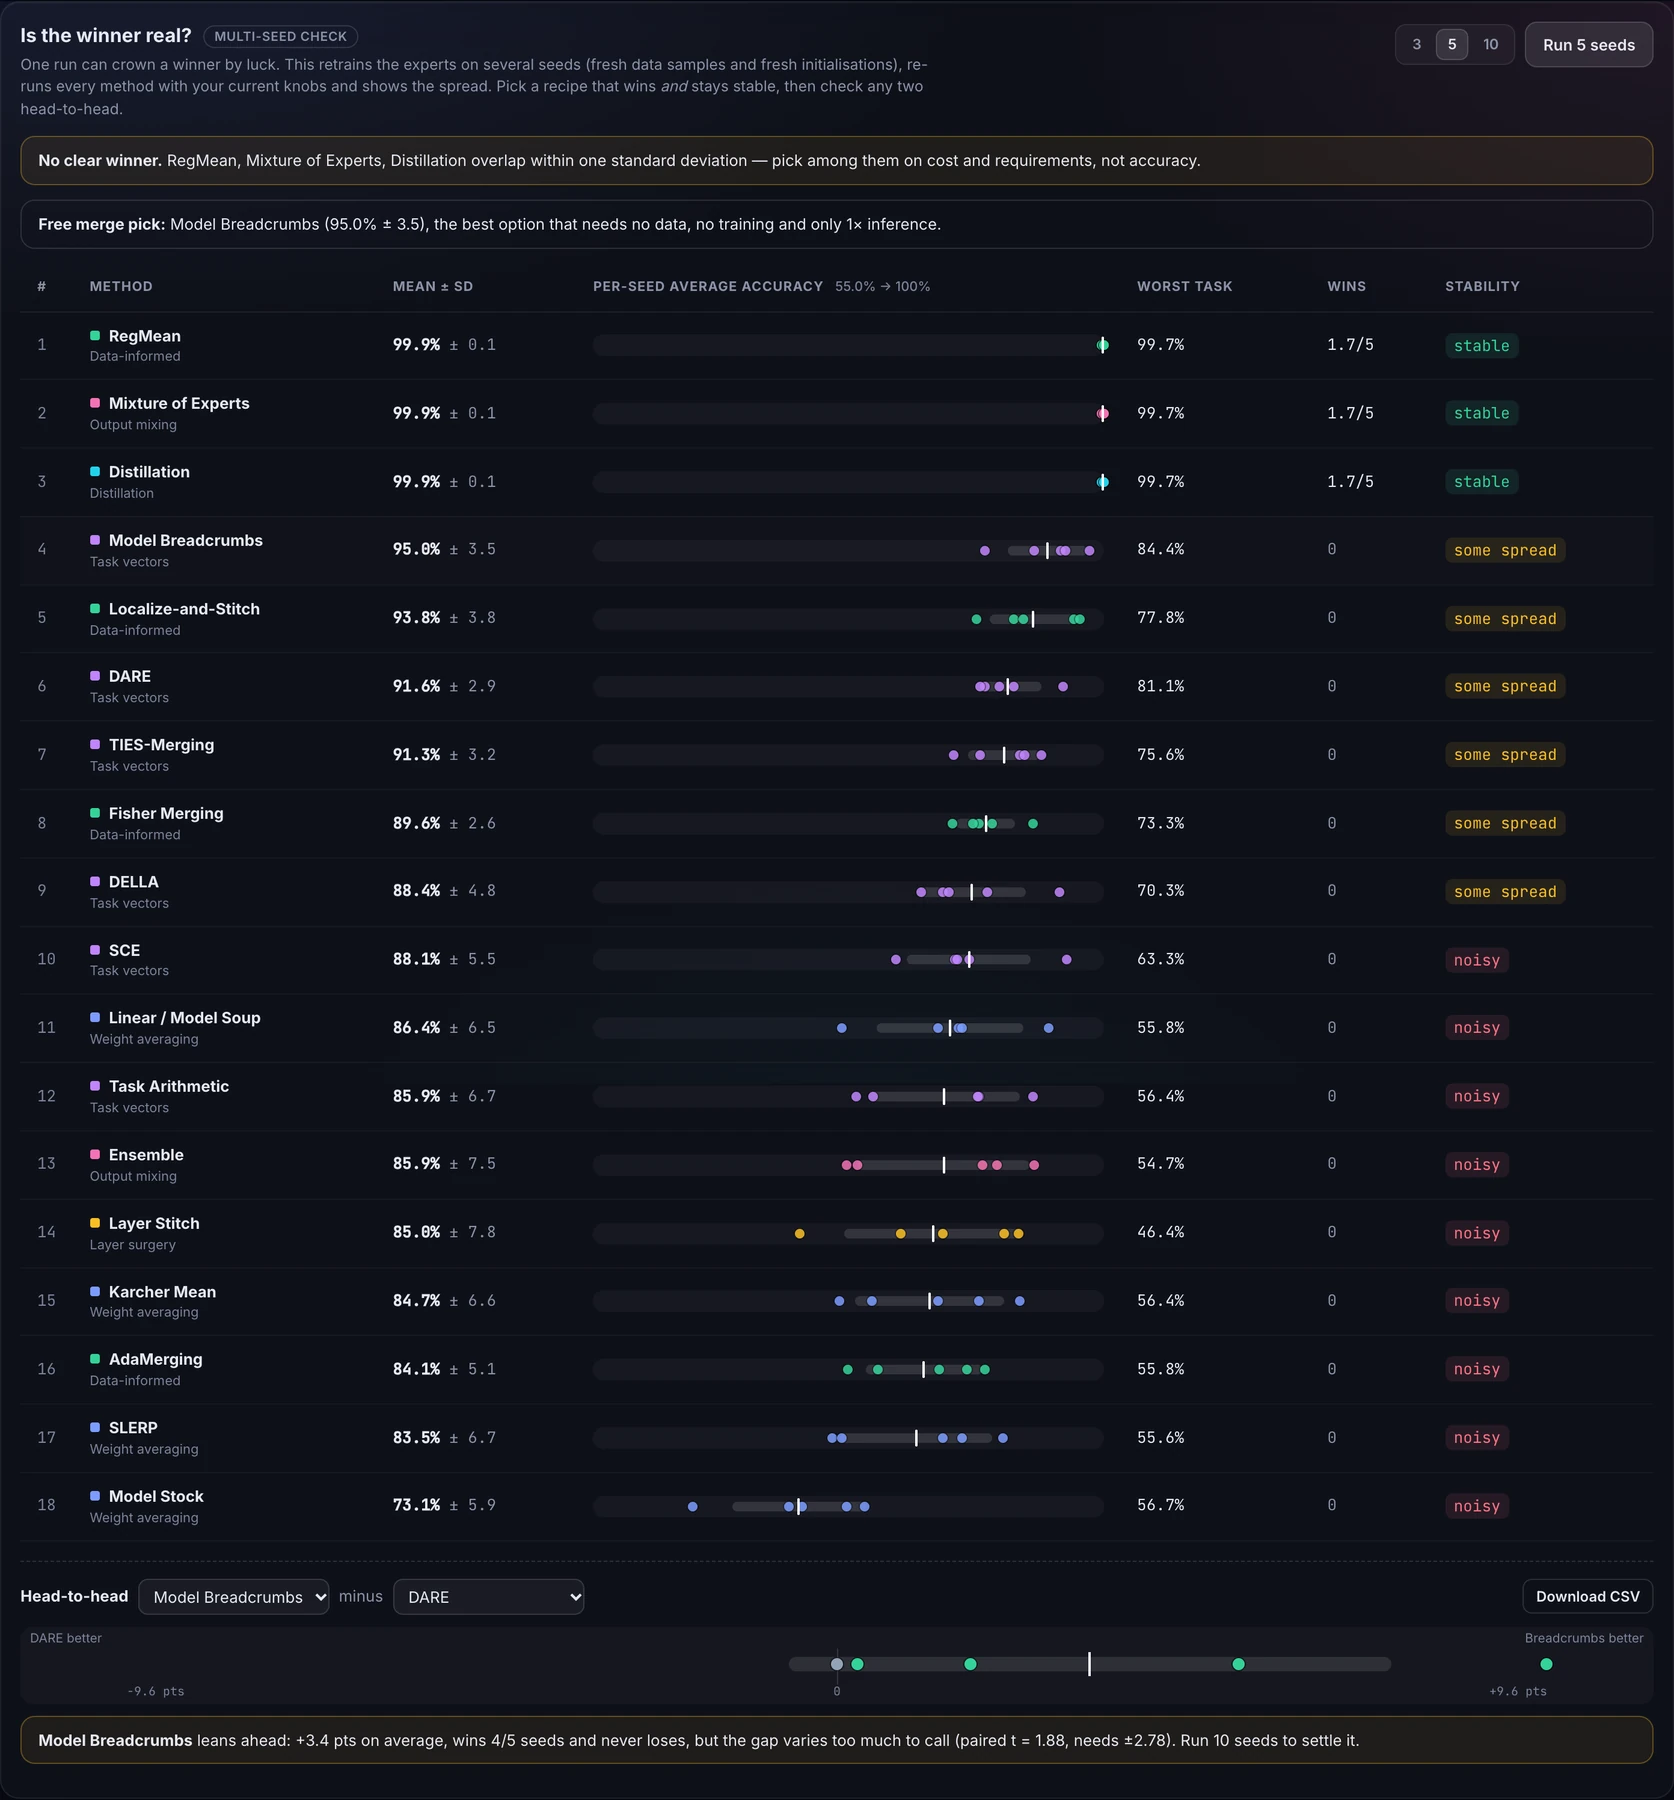 Is the winner real? MULTI-SEED CHECK
3 5 10 Run 5 seeds
One run can crown a winner by luck. This retrains the experts on several seeds (fresh data samples and fresh initialisations), re-
runs every method with your current knobs and shows the spread. Pick a recipe that wins and stays stable, then check any two
head-to-head.
No clear winner. RegMean, Mixture of Experts, Distillation overlap within one standard deviation — pick among them on cost and requirements, not accuracy.
Free merge pick: Model Breadcrumbs (95.0% ± 3.5), the best option that needs no data, no training and only 1× inference.
# METHOD MEAN ± SD PER-SEED AVERAGE ACCURACY 55.0% → 100% WORST TASK WINS STABILITY
1 RegMean 99.9% ± 0.1 99.7% 1.7/5 stable
Data-informed
2 Mixture of Experts 99.9% ± 0.1 99.7% 1.7/5 stable
Output mixing
3 Distillation 99.9% ± 0.1 99.7% 1.7/5 stable
Distillation
4 Model Breadcrumbs 95.0% ± 3.5 84.4% 0 some spread
Task vectors
5 Localize-and-Stitch 93.8% ± 3.8 77.8% 0 some spread
Data-informed
6 DARE 91.6% ± 2.9 81.1% 0 some spread
Task vectors
7 TIES-Merging 91.3% ± 3.2 75.6% 0 some spread
Task vectors
8 Fisher Merging 89.6% ± 2.6 73.3% 0 some spread
Data-informed
9 DELLA 88.4% ± 4.8 70.3% 0 some spread
Task vectors
10 SCE 88.1% ± 5.5 63.3% 0 noisy
Task vectors
11 Linear / Model Soup 86.4% ± 6.5 55.8% 0 noisy
Weight averaging
12 Task Arithmetic 85.9% ± 6.7 56.4% 0 noisy
Task vectors
13 Ensemble 85.9% ± 7.5 54.7% 0 noisy
Output mixing
14 Layer Stitch 85.0% ± 7.8 46.4% 0 noisy
Layer surgery
15 Karcher Mean 84.7% ± 6.6 56.4% 0 noisy
Weight averaging
16 AdaMerging 84.1% ± 5.1 55.8% 0 noisy
Data-informed
17 SLERP 83.5% ± 6.7 55.6% 0 noisy
Weight averaging
18 Model Stock 73.1% ± 5.9 56.7% 0 noisy
Weight averaging
Head-to-head Model Breadcrumbs minus DARE Download CSV
DARE better Breadcrumbs better
-9.6 pts 0 +9.6 pts
Model Breadcrumbs leans ahead: +3.4 pts on average, wins 4/5 seeds and never loses, but the gap varies too much to call (paired t = 1.88, needs ±2.78). Run 10 seeds to settle it.